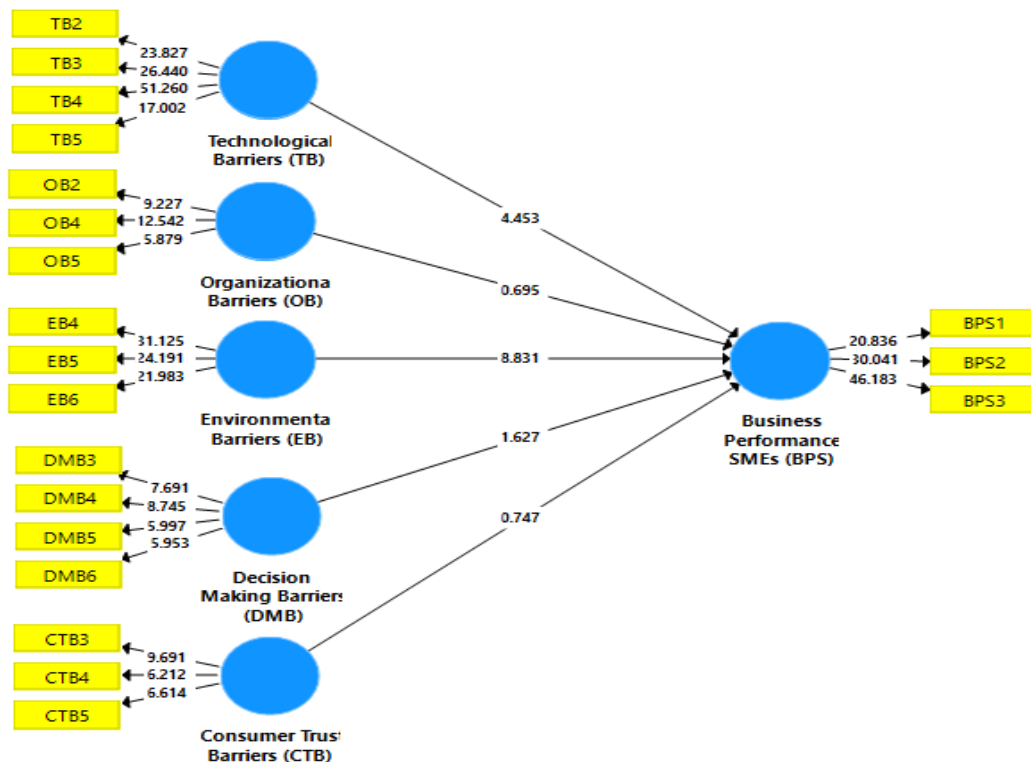 TB2
23.827
TB3
26.440
TB4
51.260
17.002
TB5
Technological
Barriers (TB)
4.453
OB2
9.227
OB4
12.542
5.879
OB5
Organizationa
Barriers (OB)
0.695
EB4
31.125
EB5
24.191
21.983
EB6
Environmenta
Barriers (EB)
8.831
DMB3
7.691
DMB4
8.745
DMB5
5.997
5.953
DMB6
Decision
Making Barriers
(DMB)
1.627
CTB3
9.691
CTB4
6.212
6.614
CTB5
Consumer Trust
Barriers (CTB)
0.747
BPS1
20.836
BPS2
30.041
46.183
BPS3
Business
Performance
SMEs (BPS)